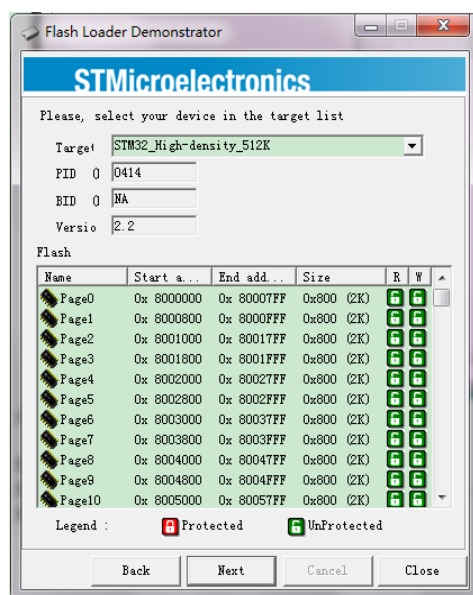 Flash Loader Demonstrator
STMicroelectronics
Please, select your device in the target list
Target STM32_High-density_512K
PID () 0414
BID () NA
Versio 2.2
Flash
Name Start a... End add... Size R W
Page0 0x 8000000 0x 80007FF 0x800 (2K)
Page1 0x 8000800 0x 8000FFF 0x800 (2K)
Page2 0x 8001000 0x 80017FF 0x800 (2K)
Page3 0x 8001800 0x 8001FFF 0x800 (2K)
Page4 0x 8002000 0x 80027FF 0x800 (2K)
Page5 0x 8002800 0x 8002FFF 0x800 (2K)
Page6 0x 8003000 0x 80037FF 0x800 (2K)
Page7 0x 8003800 0x 8003FFF 0x800 (2K)
Page8 0x 8004000 0x 80047FF 0x800 (2K)
Page9 0x 8004800 0x 8004FFF 0x800 (2K)
Page10 0x 8005000 0x 80057FF 0x800 (2K)
Legend : Protected UnProtected
Back Next Cancel Close